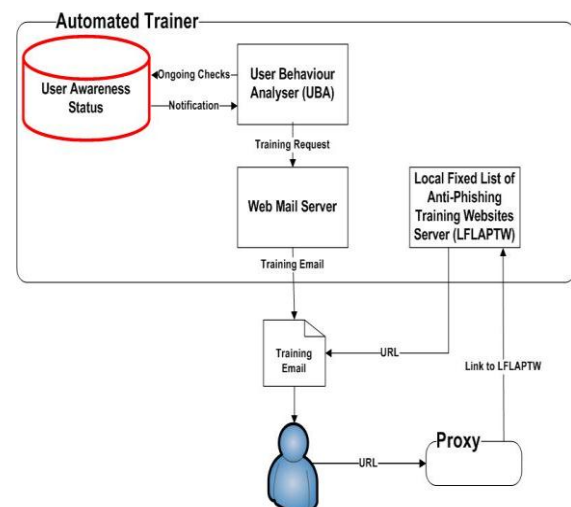 Automated Trainer
User Awareness
Status
Ongoing Checks
Notification
User Behaviour
Analyser (UBA)
Training Request
Web Mail Server
Local Fixed List of
Anti-Phishing
Training Websites
Server (LFLAPTW)
Training Email
Training
Email
URL
Link to LFLAPTW
URL
Proxy